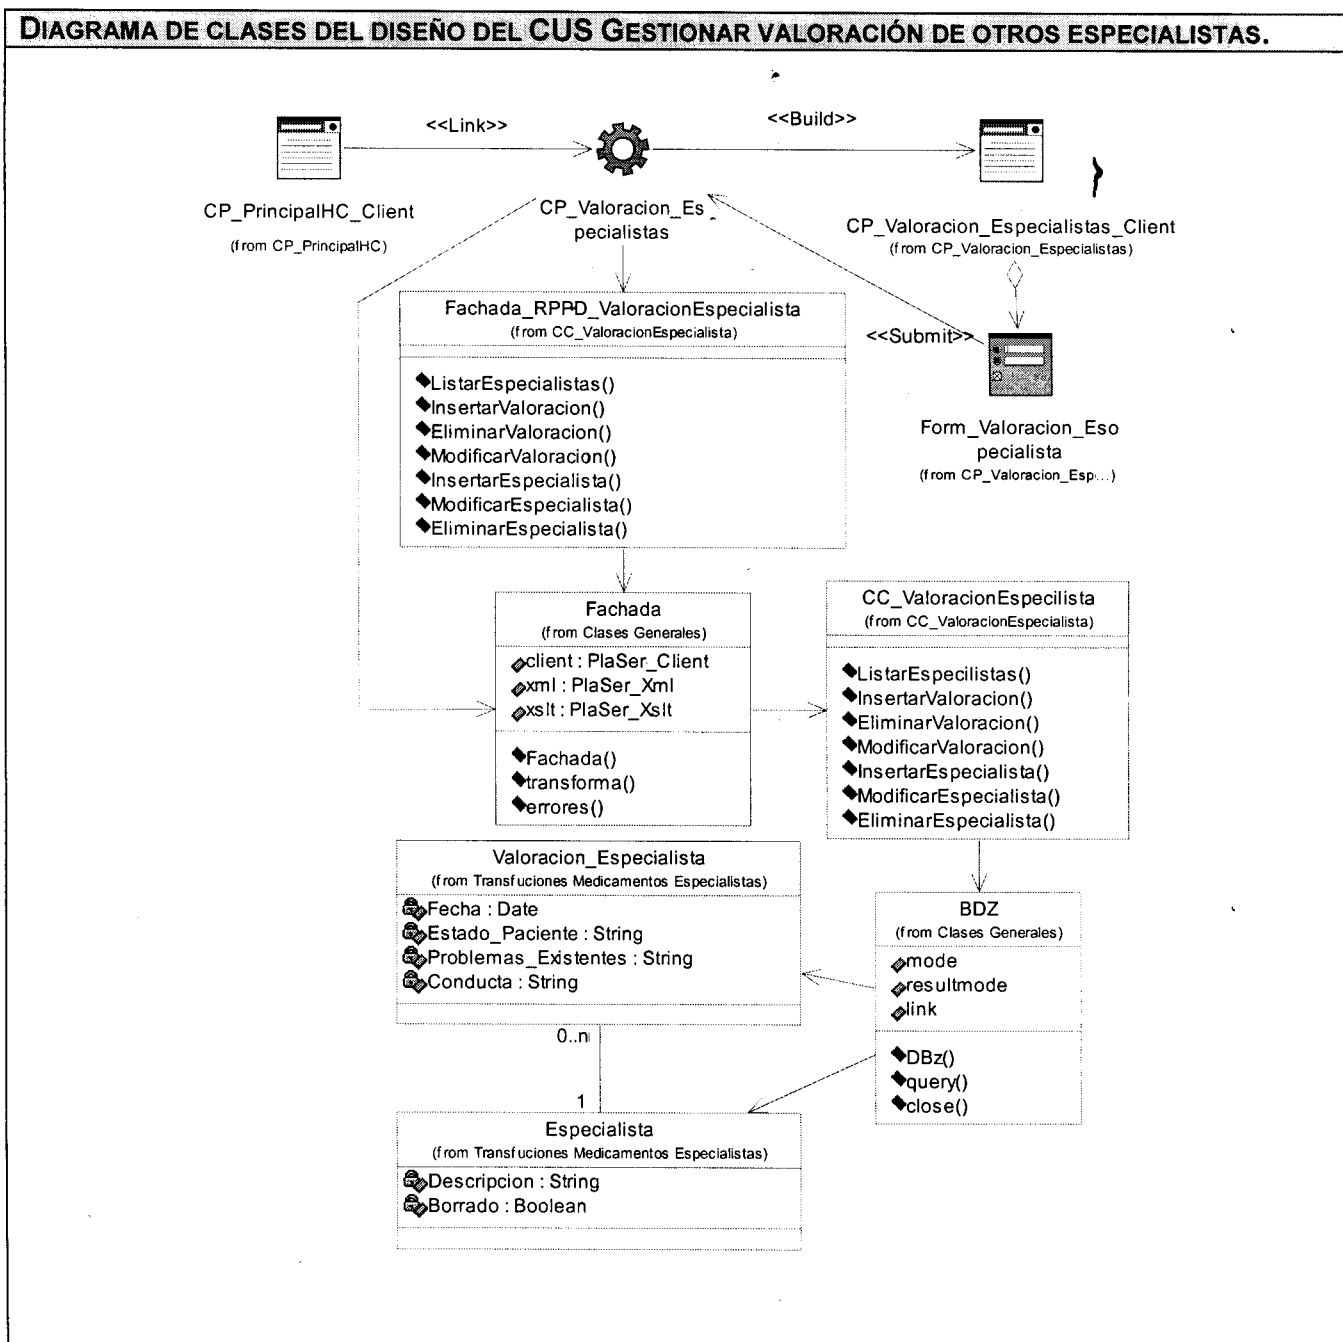 DIAGRAMA DE CLASES DEL DISEÑO DEL CUS GESTIONAR VALORACIÓN DE OTROS ESPECIALISTAS.
<<Link>>
<<Build>>
CP_PrincipalHC_Client
(from CP_PrincipalHC)
CP_Valoracion_Es
pecialistas
CP_Valoracion_Especialistas_Client
(from CP_Valoracion_Especialistas)
<<Submit>>
Form_Valoracion_Eso
pecialista
(from CP_Valoracion_Esp...)
Fachada_RPPD_ValoracionEspecialista
(from CC_ValoracionEspecialista)
ListarEspecialistas()
InsertarValoracion()
EliminarValoracion()
ModificarValoracion()
InsertarEspecialista()
ModificarEspecialista()
EliminarEspecialista()
Fachada
(from Clases Generales)
client : PlaSer_Client
xml : PlaSer_Xml
xslt : PlaSer_Xslt
Fachada()
transforma()
errores()
CC_ValoracionEspecilista
(from CC_ValoracionEspecialista)
ListarEspecilistas()
InsertarValoracion()
EliminarValoracion()
ModificarValoracion()
InsertarEspecialista()
ModificarEspecialista()
EliminarEspecialista()
Valoracion_Especialista
(from Transfuciones Medicamentos Especialistas)
Fecha : Date
Estado_Paciente : String
Problemas_Existentes : String
Conducta : String
BDZ
(from Clases Generales)
mode
resultmode
link
DBz()
query()
close()
0..n
1
Especialista
(from Transfuciones Medicamentos Especialistas)
Descripcion : String
Borrado : Boolean